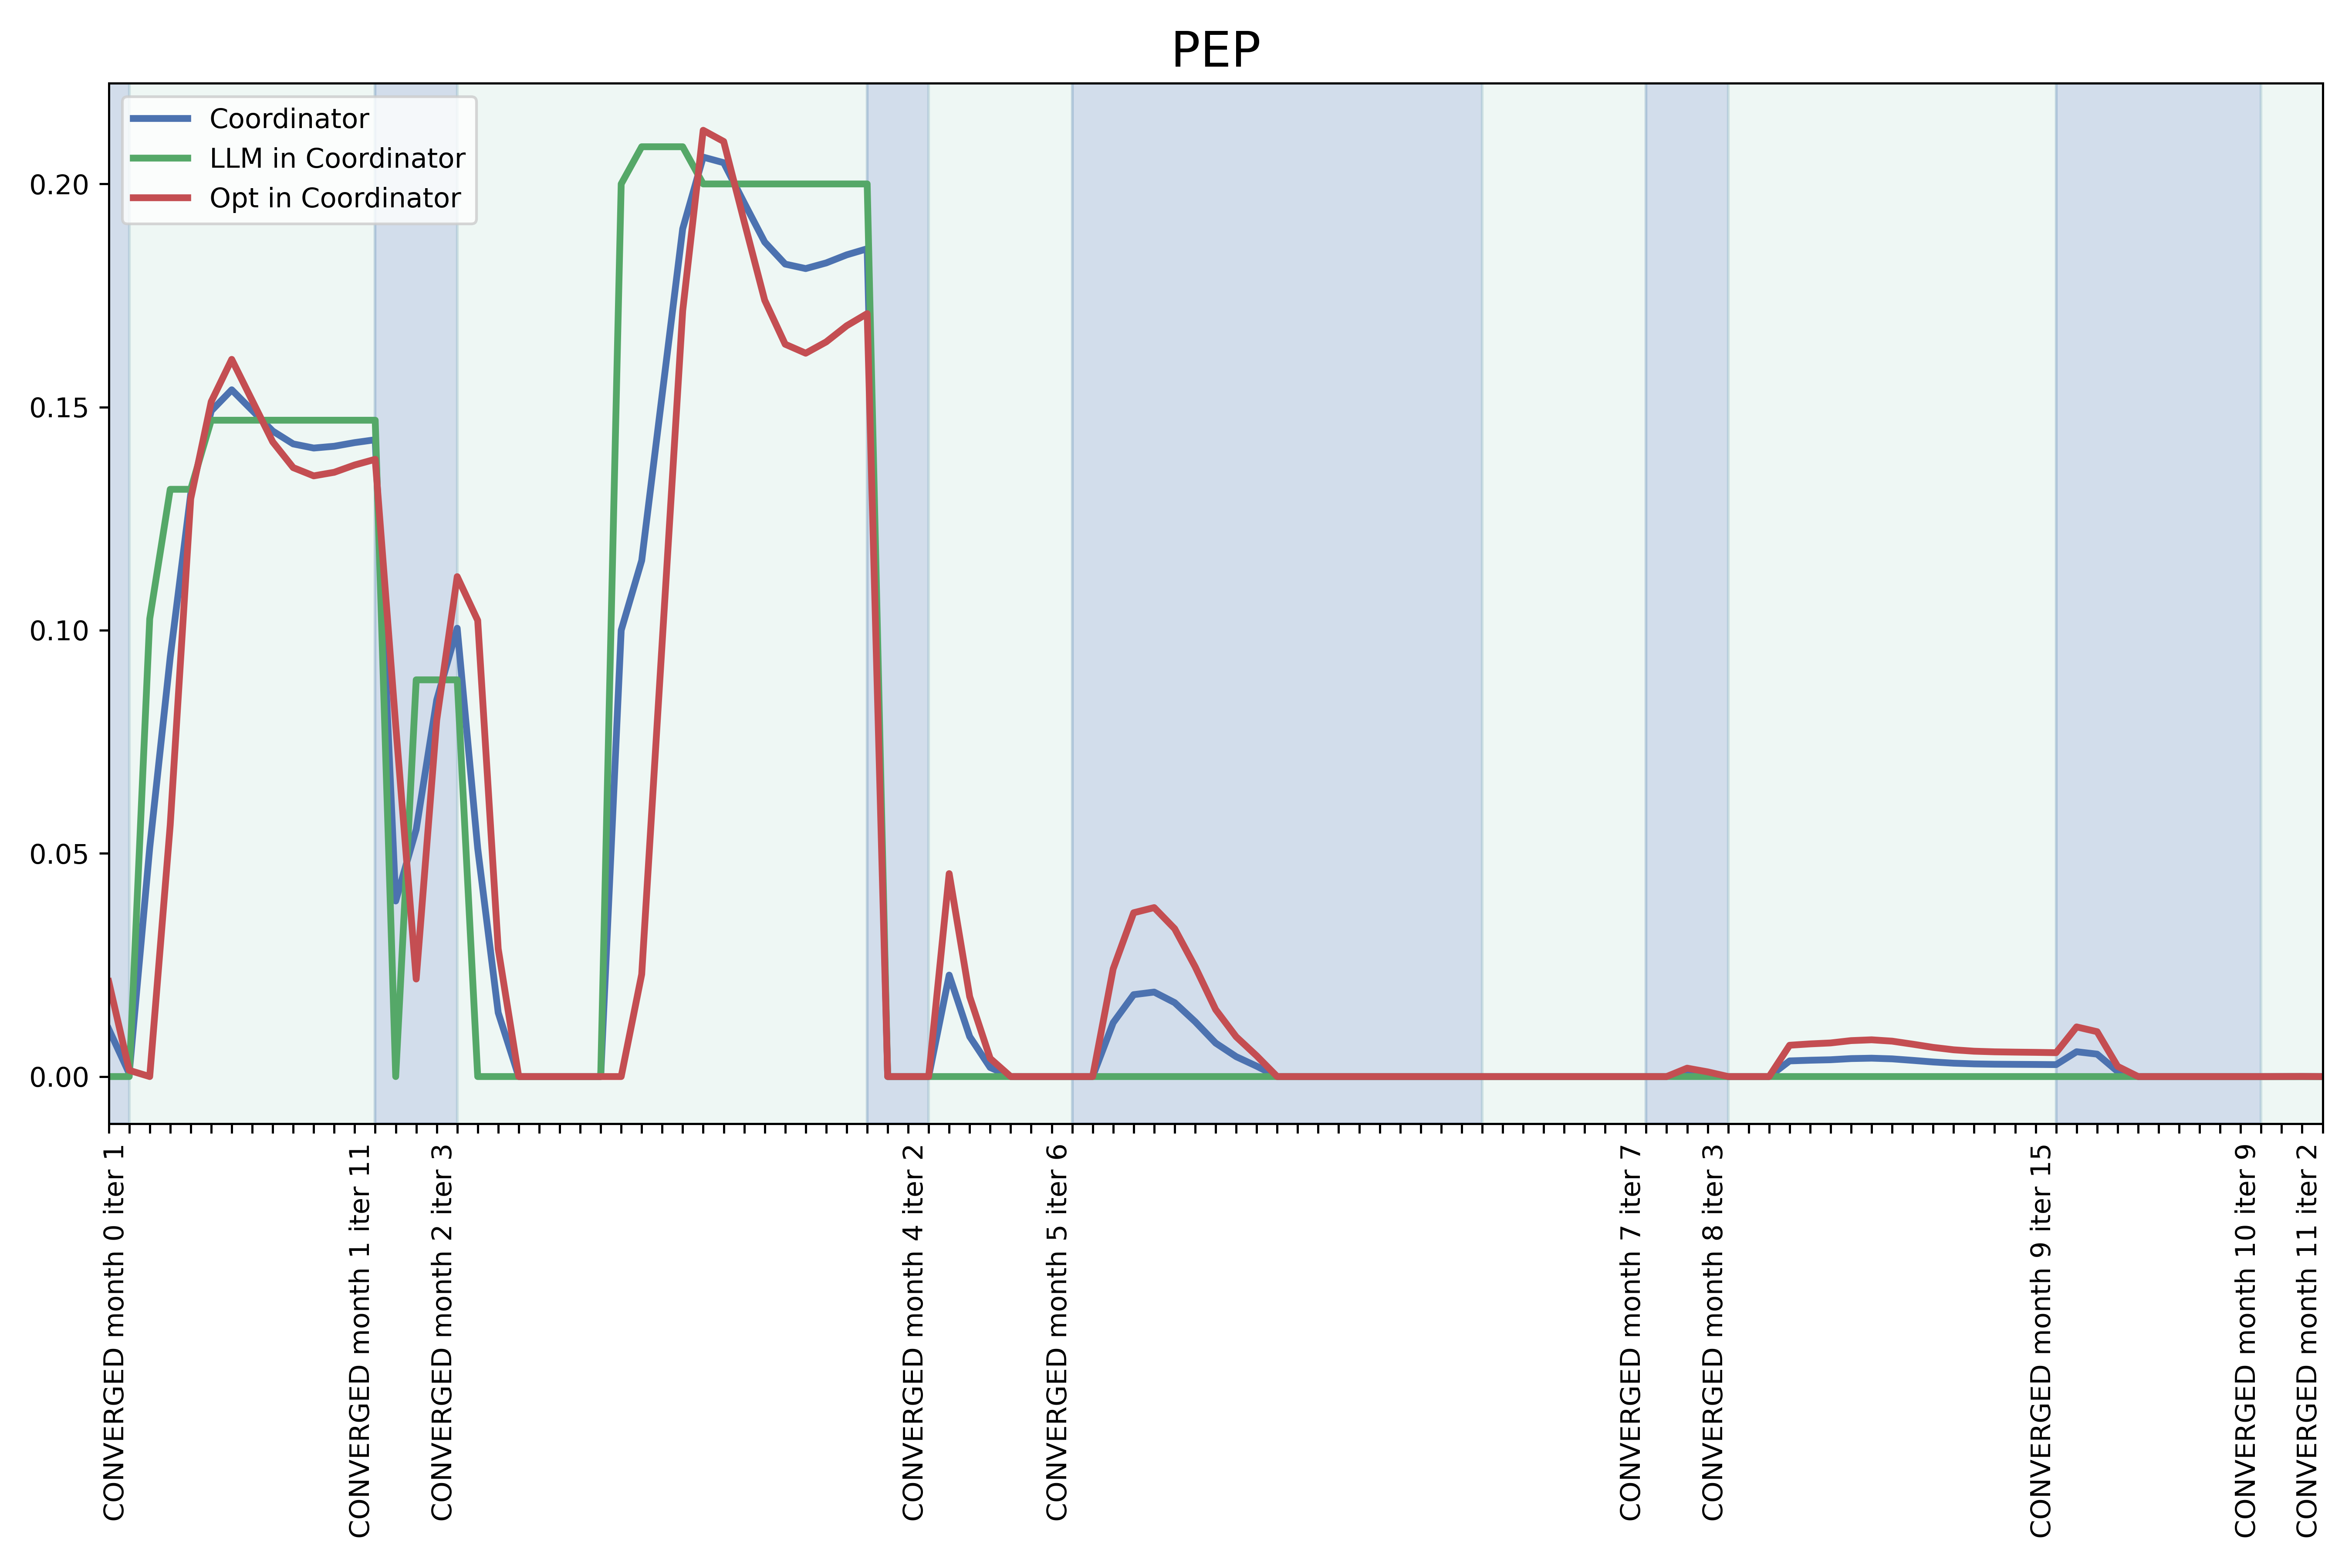 PEP
Coordinator
LLM in Coordinator
Opt in Coordinator
0.20
0.15
0.10
0.05
0.00
CONVERGED month 0 iter 1
CONVERGED month 1 iter 11
CONVERGED month 2 iter 3
CONVERGED month 4 iter 2
CONVERGED month 5 iter 6
CONVERGED month 7 iter 7
CONVERGED month 8 iter 3
CONVERGED month 9 iter 15
CONVERGED month 10 iter 9
CONVERGED month 11 iter 2